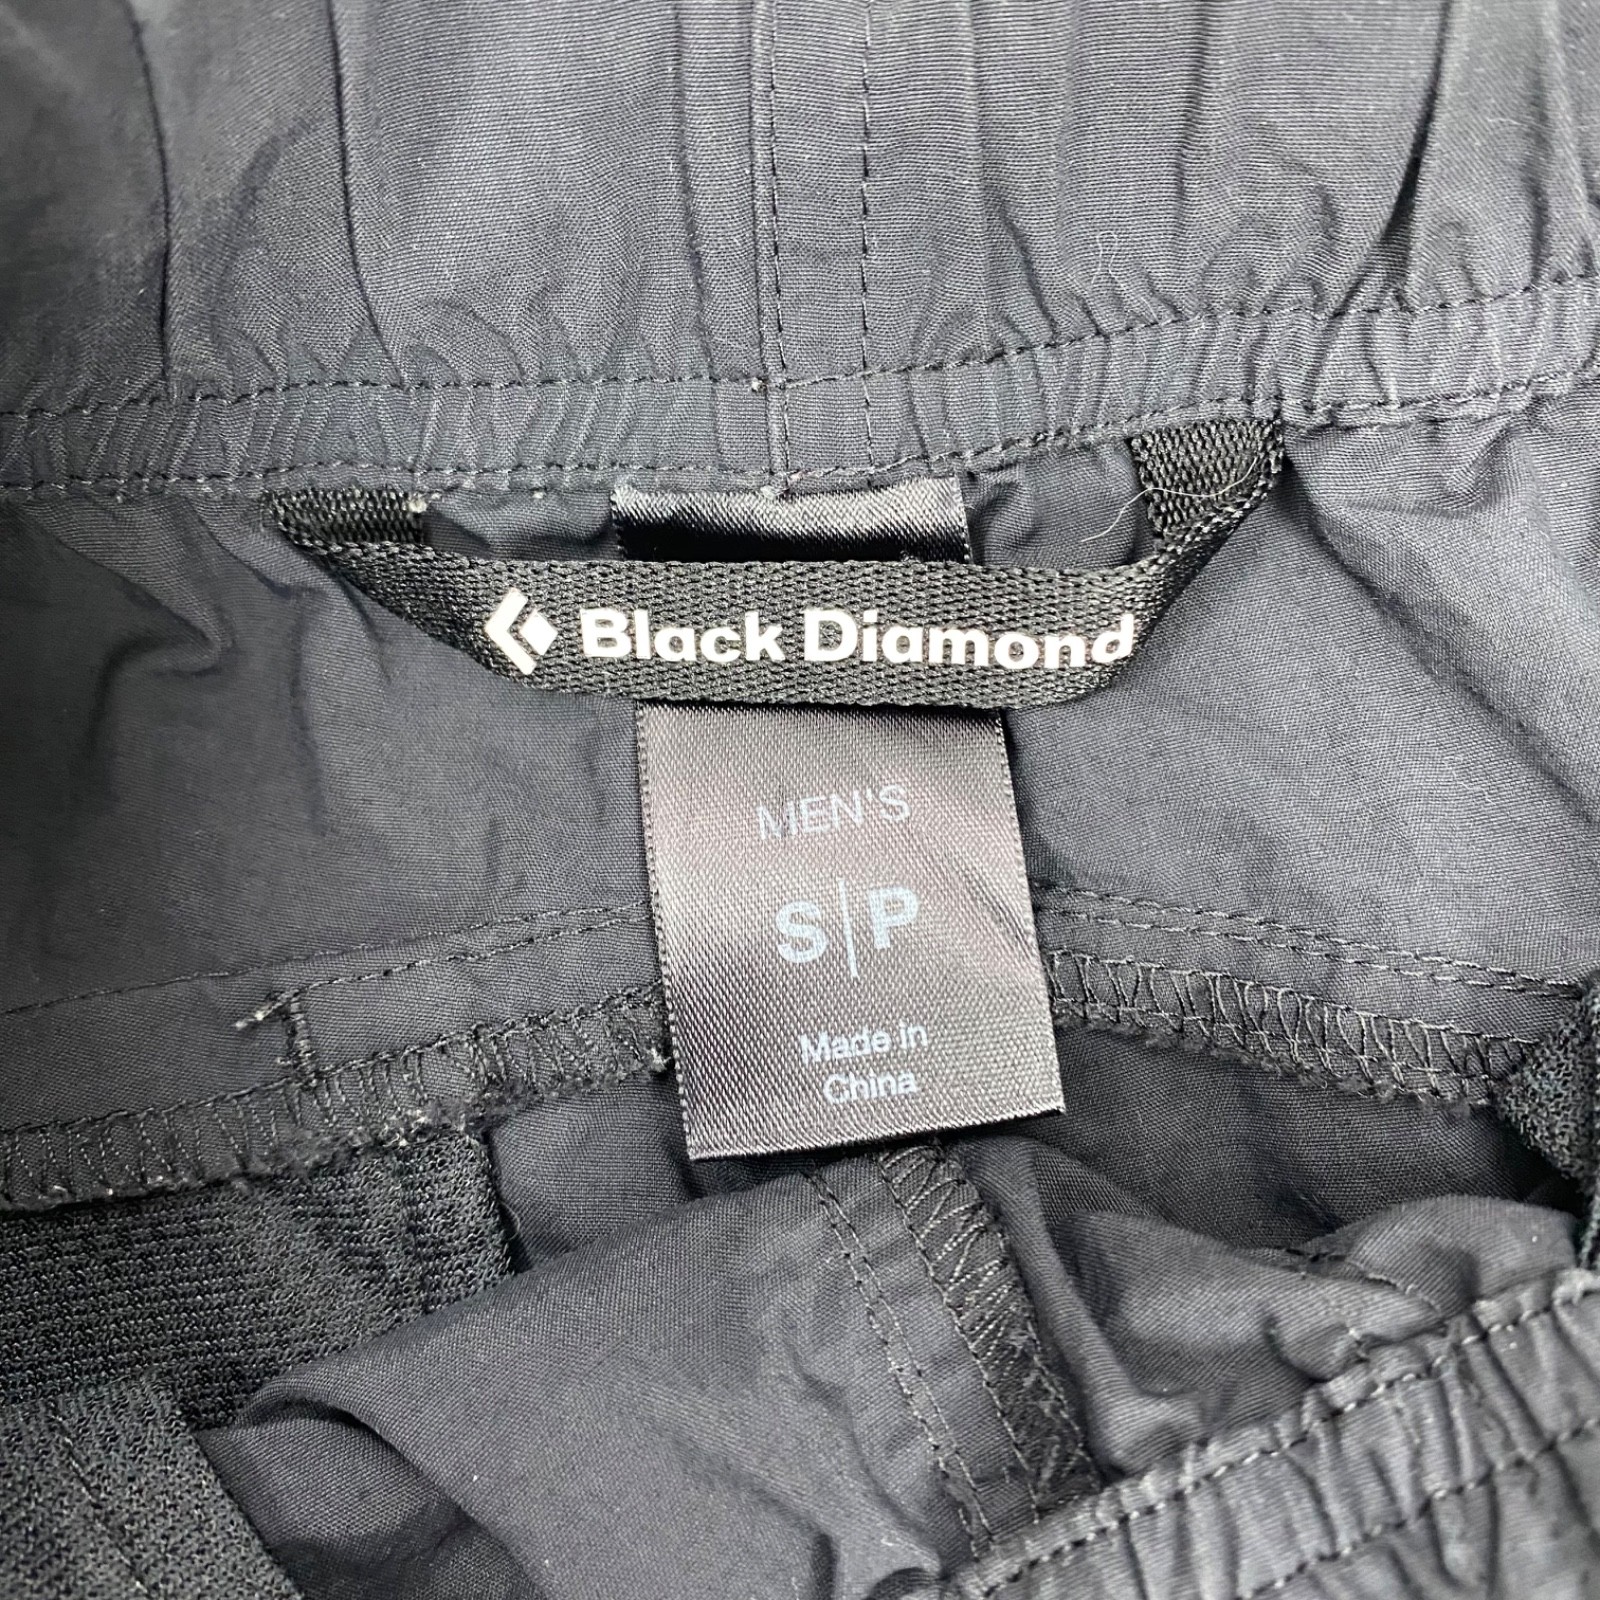 Black Diamond
MEN'S
S|P
Made in
China